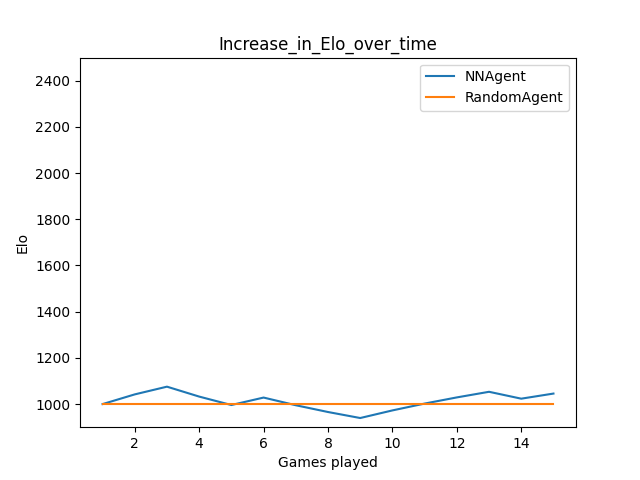 Increase_in_Elo_over_time
NNAgent
RandomAgent
2400
2200
2000
1800
1600
1400
1200
1000
Elo
2 4 6 8 10 12 14
Games played